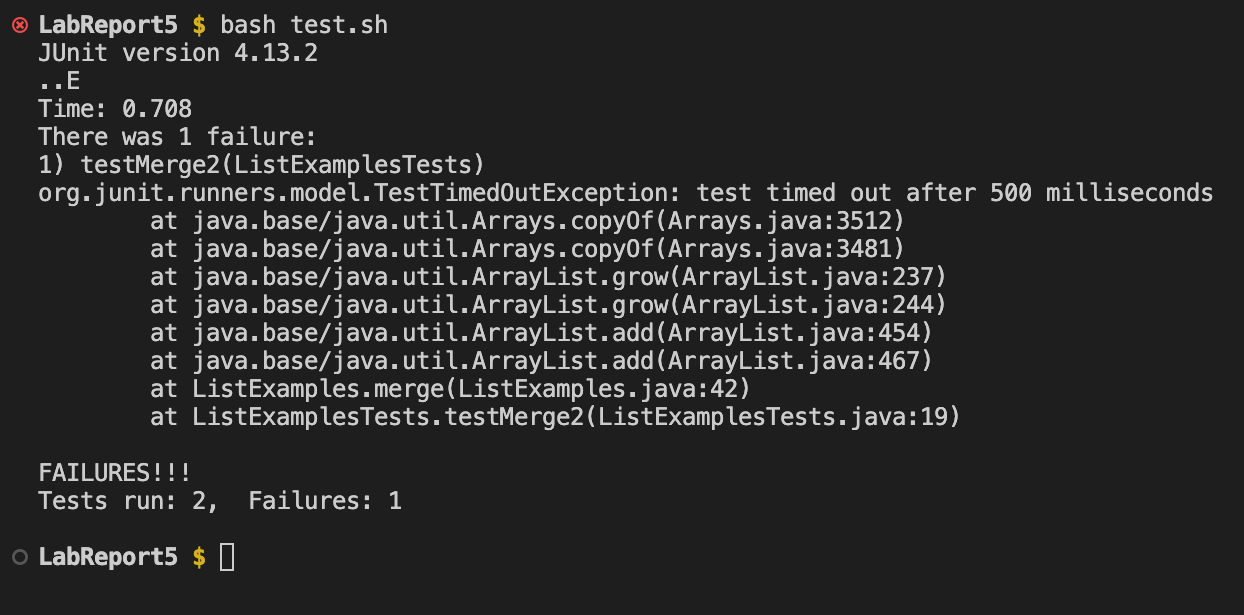 LabReport5 $ bash test.sh
JUnit version 4.13.2
..E
Time: 0.708
There was 1 failure:
1) testMerge2(ListExamplesTests)
org.junit.runners.model.TestTimedOutException: test timed out after 500 milliseconds
        at java.base/java.util.Arrays.copyOf(Arrays.java:3512)
        at java.base/java.util.Arrays.copyOf(Arrays.java:3481)
        at java.base/java.util.ArrayList.grow(ArrayList.java:237)
        at java.base/java.util.ArrayList.grow(ArrayList.java:244)
        at java.base/java.util.ArrayList.add(ArrayList.java:454)
        at java.base/java.util.ArrayList.add(ArrayList.java:467)
        at ListExamples.merge(ListExamples.java:42)
        at ListExamplesTests.testMerge2(ListExamplesTests.java:19)

FAILURES!!!
Tests run: 2,  Failures: 1

LabReport5 $